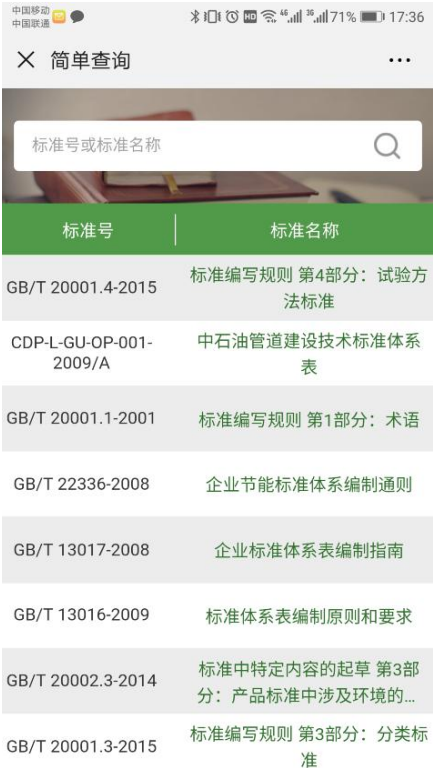 中国移动
中国联通
HD 46 36 71% 17:36
简单查询
标准号或标准名称
标准号 标准名称
GB/T 20001.4-2015 标准编写规则 第4部分：试验方
法标准
CDP-L-GU-OP-001-
2009/A
中石油管道建设技术标准体系
表
GB/T 20001.1-2001 标准编写规则 第1部分：术语
GB/T 22336-2008 企业节能标准体系编制通则
GB/T 13017-2008 企业标准体系表编制指南
GB/T 13016-2009 标准体系表编制原则和要求
GB/T 20002.3-2014 标准中特定内容的起草 第3部
分：产品标准中涉及环境的...
GB/T 20001.3-2015 标准编写规则 第3部分：分类标
准